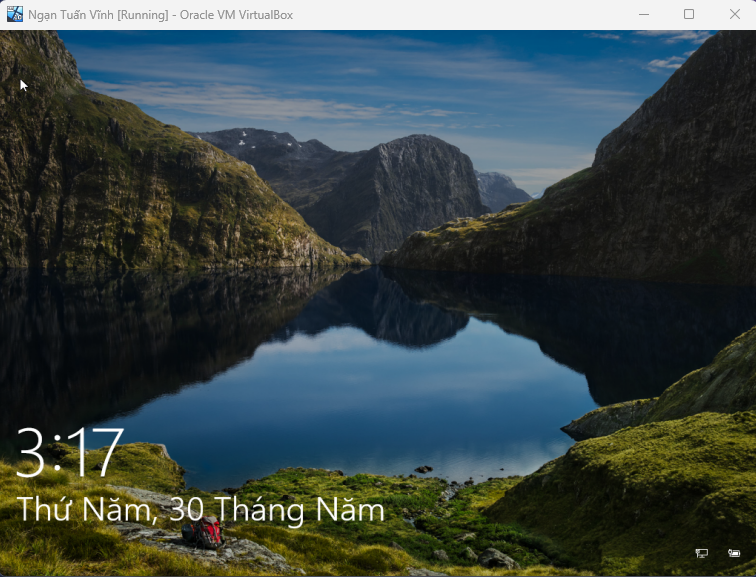 Ngạn Tuấn Vĩnh [Running] - Oracle VM VirtualBox
3:17
Thứ Năm, 30 Tháng Năm